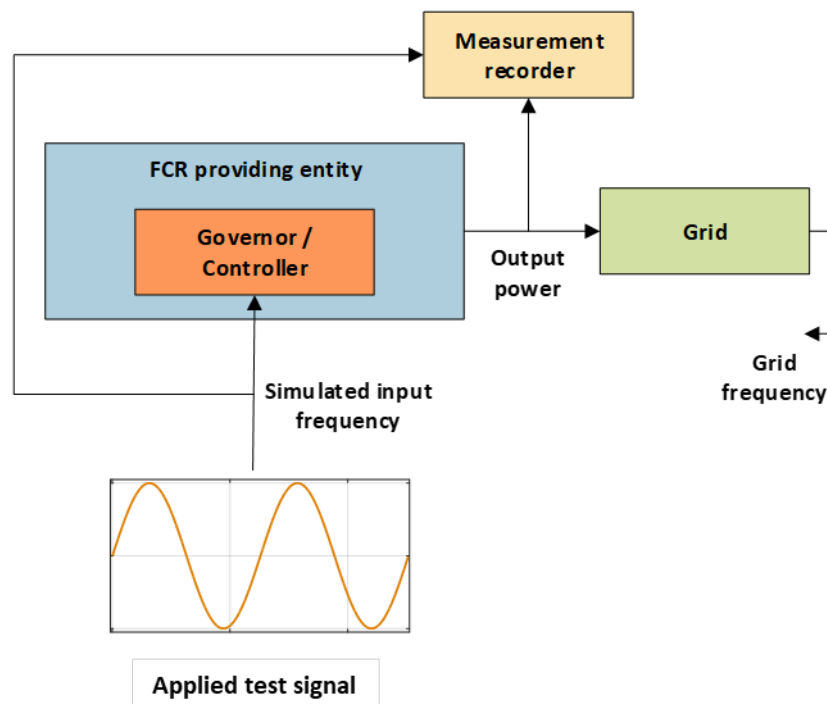 Measurement
recorder
FCR providing entity
Governor /
Controller
Grid
Output
power
Grid
frequency
Simulated input
frequency
Applied test signal